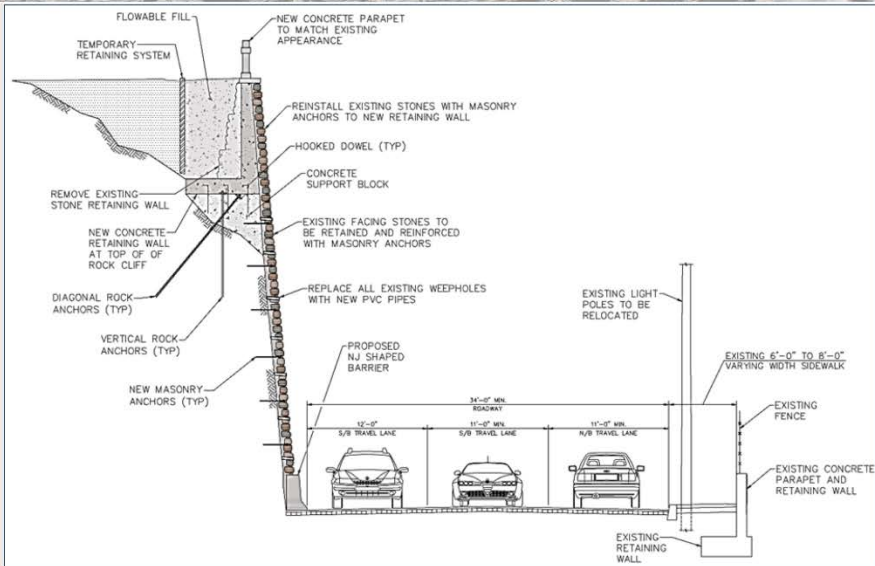 FLOWABLE FILL
NEW CONCRETE PARAPET
TO MATCH EXISTING
APPEARANCE
TEMPORARY
RETAINING SYSTEM
REINSTALL EXISTING STONES WITH MASONRY
ANCHORS TO NEW RETAINING WALL
HOOKED DOWEL (TYP)
CONCRETE
SUPPORT BLOCK
REMOVE EXISTING
STONE RETAINING WALL
NEW CONCRETE
RETAINING WALL
AT TOP OF OF
ROCK CLIFF
EXISTING FACING STONES TO
BE RETAINED AND REINFORCED
WITH MASONRY ANCHORS
DIAGONAL ROCK
ANCHORS (TYP)
REPLACE ALL EXISTING WEEPHOLES
WITH NEW PVC PIPES
EXISTING LIGHT
POLES TO BE
RELOCATED
VERTICAL ROCK
ANCHORS (TYP)
PROPOSED
NJ SHAPED
BARRIER
EXISTING 6'-0" TO 8'-0"
VARYING WIDTH SIDEWALK
NEW MASONRY
ANCHORS (TYP)
34'-0" MIN.
ROADWAY
12'-0"
S/B TRAVEL LANE
11'-0" MIN.
S/B TRAVEL LANE
11'-0" MIN.
N/B TRAVEL LANE
EXISTING
FENCE
EXISTING CONCRETE
PARAPET AND
RETAINING WALL
EXISTING
RETAINING
WALL